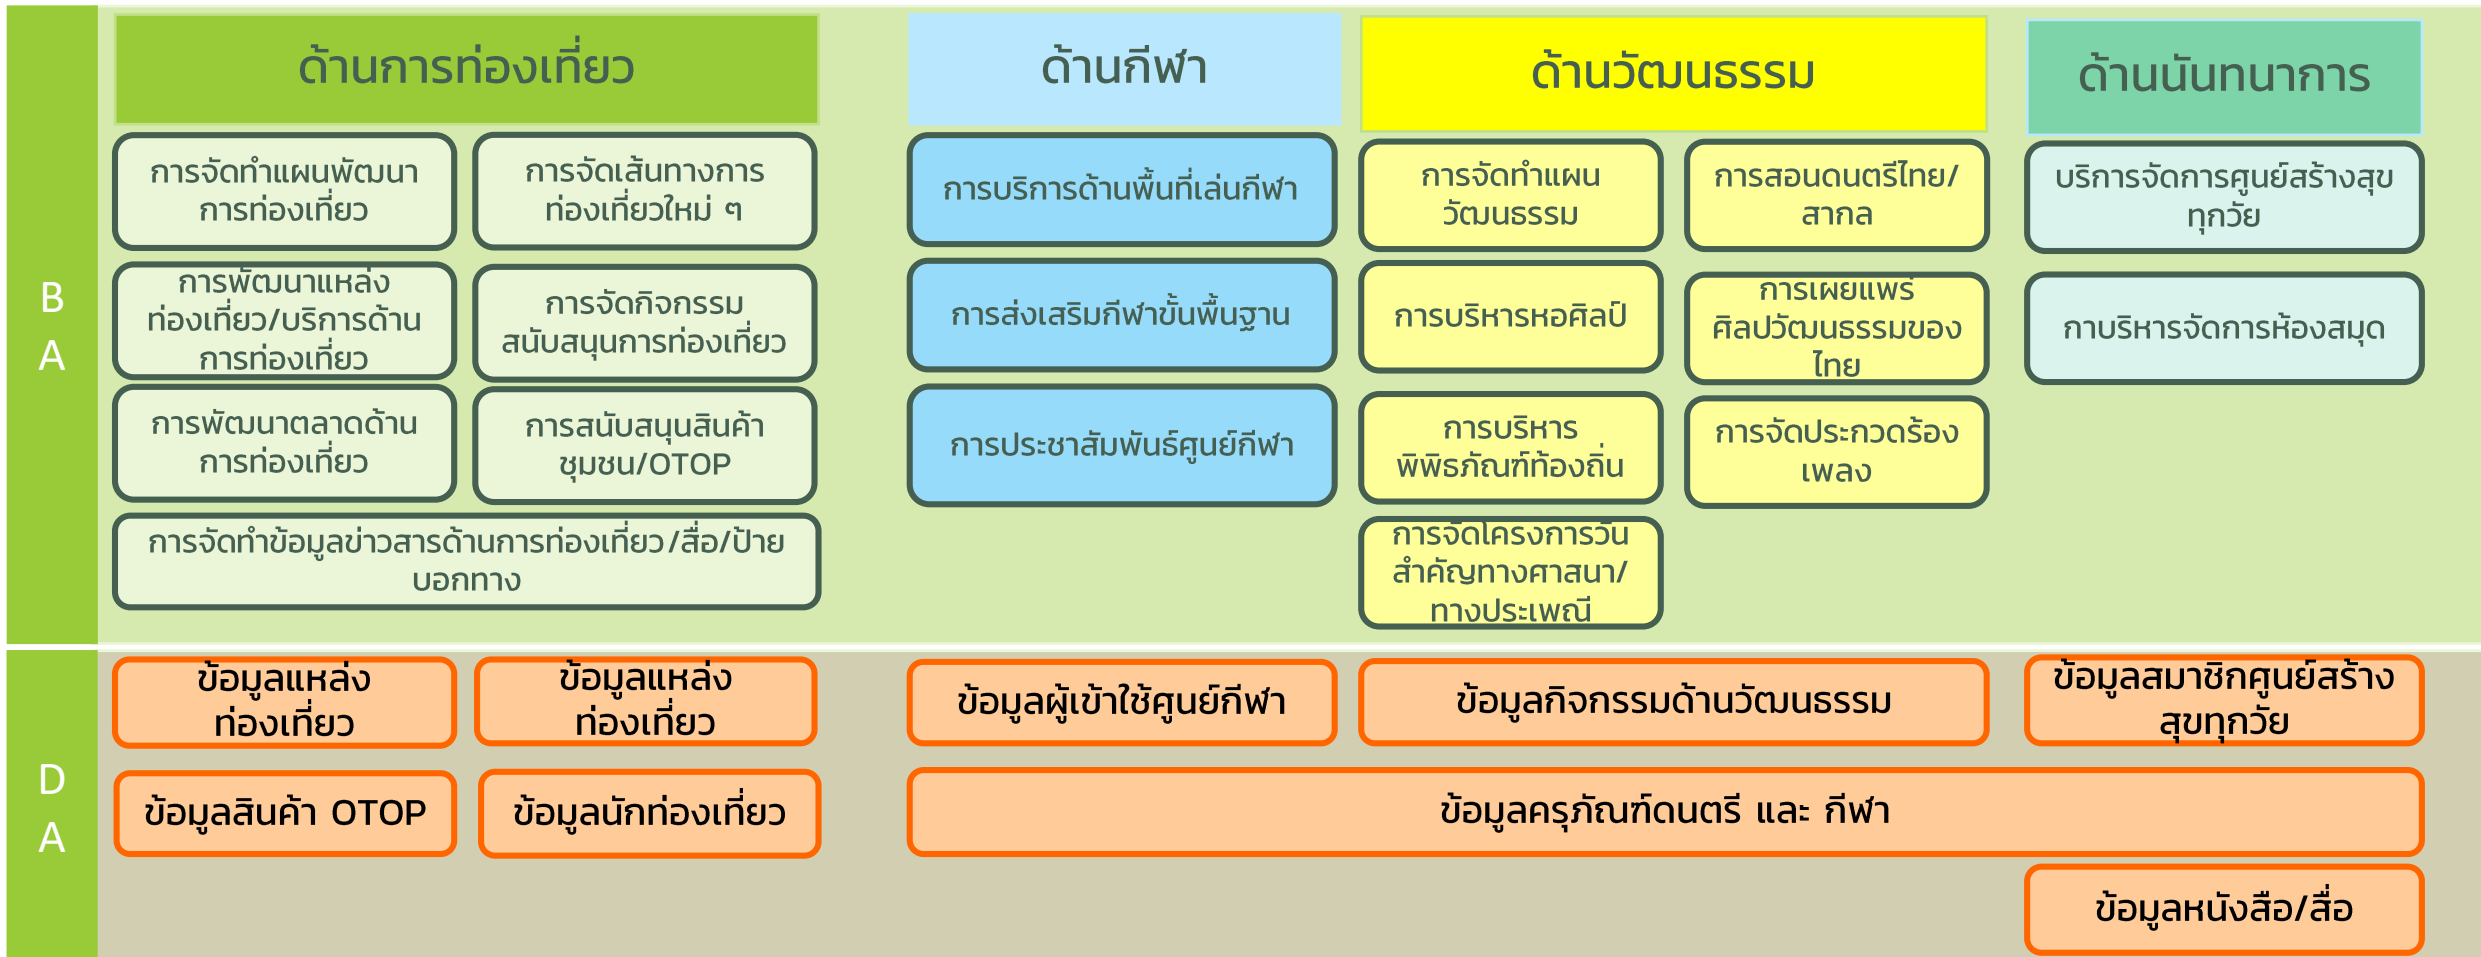 B
A
ด้านการท่องเที่ยว
การจัดทำแผนพัฒนา
การท่องเที่ยว
การจัดเส้นทางการ
ท่องเที่ยวใหม่ ๆ
การพัฒนาแหล่ง
ท่องเที่ยว/บริการด้าน
การท่องเที่ยว
การจัดกิจกรรม
สนับสนุนการท่องเที่ยว
การพัฒนาตลาดด้าน
การท่องเที่ยว
การสนับสนุนสินค้า
ชุมชน/OTOP
การจัดทำข้อมูลข่าวสารด้านการท่องเที่ยว/สื่อ/ป้าย
บอกทาง
ด้านกีฬา
การบริการด้านพื้นที่เล่นกีฬา
การส่งเสริมกีฬาขั้นพื้นฐาน
การประชาสัมพันธ์ศูนย์กีฬา
ด้านวัฒนธรรม
การจัดทำแผน
วัฒนธรรม
การสอนดนตรีไทย/
สากล
การบริหารหอศิลป์
การเผยแพร่
ศิลปวัฒนธรรมของ
ไทย
การบริหาร
พิพิธภัณฑ์ท้องถิ่น
การจัดประกวดร้อง
เพลง
การจัดโครงการวัน
สำคัญทางศาสนา/
ทางประเพณี
ด้านนันทนาการ
บริการจัดการศูนย์สร้างสุข
ทุกวัย
กาบริหารจัดการห้องสมุด
D
A
ข้อมูลแหล่ง
ท่องเที่ยว
ข้อมูลแหล่ง
ท่องเที่ยว
ข้อมูลผู้เข้าใช้ศูนย์กีฬา
ข้อมูลกิจกรรมด้านวัฒนธรรม
ข้อมูลสมาชิกศูนย์สร้าง
สุขทุกวัย
ข้อมูลสินค้า OTOP
ข้อมูลนักท่องเที่ยว
ข้อมูลครุภัณฑ์ดนตรี และ กีฬา
ข้อมูลหนังสือ/สื่อ